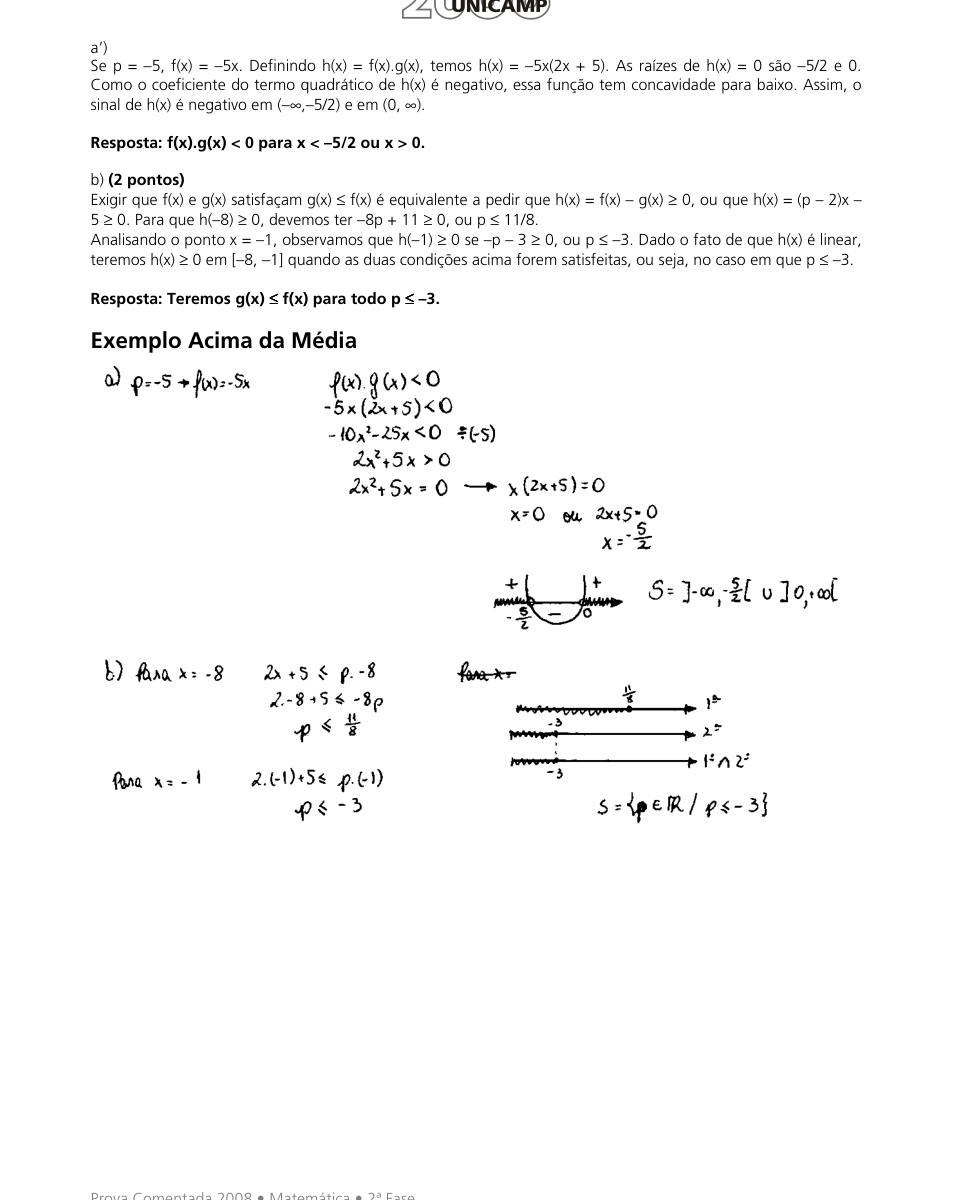 UNICAMP
a’)
Se p = –5, f(x) = –5x. Definindo h(x) = f(x).g(x), temos h(x) = –5x(2x + 5). As raízes de h(x) = 0 são –5/2 e 0.
Como o coeficiente do termo quadrático de h(x) é negativo, essa função tem concavidade para baixo. Assim, o
sinal de h(x) é negativo em (–∞,–5/2) e em (0, ∞).
Resposta: f(x).g(x) < 0 para x < –5/2 ou x > 0.
b) (2 pontos)
Exigir que f(x) e g(x) satisfaçam g(x) ≤ f(x) é equivalente a pedir que h(x) = f(x) – g(x) ≥ 0, ou que h(x) = (p – 2)x –
5 ≥ 0. Para que h(–8) ≥ 0, devemos ter –8p + 11 ≥ 0, ou p ≤ 11/8.
Analisando o ponto x = –1, observamos que h(–1) ≥ 0 se –p – 3 ≥ 0, ou p ≤ –3. Dado o fato de que h(x) é linear,
teremos h(x) ≥ 0 em [–8, –1] quando as duas condições acima forem satisfeitas, ou seja, no caso em que p ≤ –3.
Resposta: Teremos g(x) ≤ f(x) para todo p ≤ –3.
Exemplo Acima da Média
a) p=-5 → f(x)=-5x
f(x).g(x)<0
-5x(2x+5)<0
-10x²-25x<0 ÷(-5)
2x²+5x>0
2x²+5x=0 → x(2x+5)=0
x=0 ou 2x+5=0
x=-5/2
+ +
- 5/2 - 0
S= ]-∞,-5/2[ ∪ ]0,+∞[
b) Para x=-8
2x+5 ≤ p.-8
2.-8+5 ≤ -8p
p ≤ 11/8
Para x=-1
2.(-1)+5 ≤ p.(-1)
p ≤ -3
Para x=
11/8
1ª
-3
2ª
1ª ∩ 2ª
-3
S={p∈ℝ / p≤-3}
Prova Comentada 2008 • Matemática • 2ª Fase